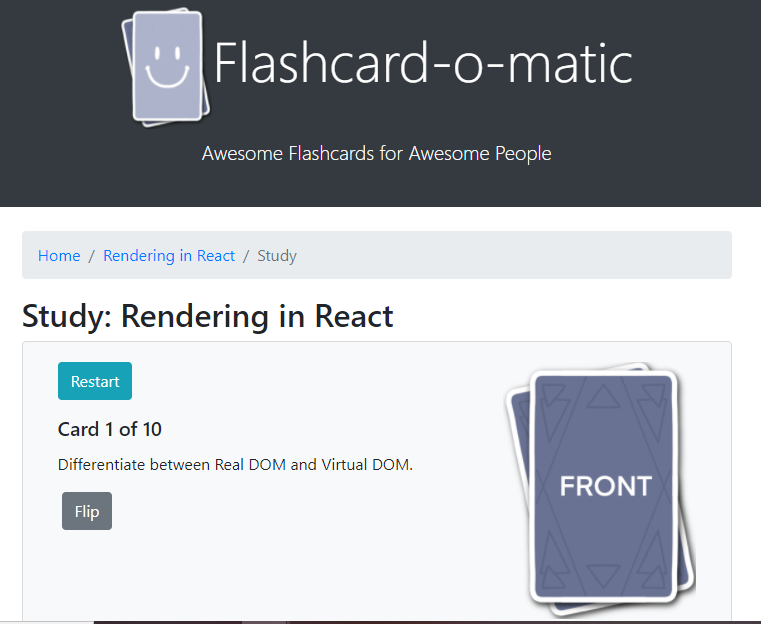 Flashcard-o-matic
Awesome Flashcards for Awesome People
Home / Rendering in React / Study
Study: Rendering in React
Restart
Card 1 of 10
Differentiate between Real DOM and Virtual DOM.
FRONT
Flip